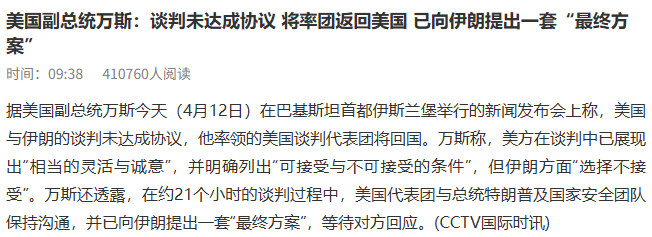 美国副总统万斯：谈判未达成协议 将率团返回美国 已向伊朗提出一套“最终方
案”
时间：09:38 410760人阅读
据美国副总统万斯今天（4月12日）在巴基斯坦首都伊斯兰堡举行的新闻发布会上称，美国
与伊朗的谈判未达成协议，他率领的美国谈判代表团将回国。万斯称，美方在谈判中已展现
出“相当的灵活与诚意”，并明确列出“可接受与不可接受的条件”，但伊朗方面“选择不接
受”。万斯还透露，在约21个小时的谈判过程中，美国代表团与总统特朗普及国家安全团队
保持沟通，并已向伊朗提出一套“最终方案”，等待对方回应。(CCTV国际时讯)